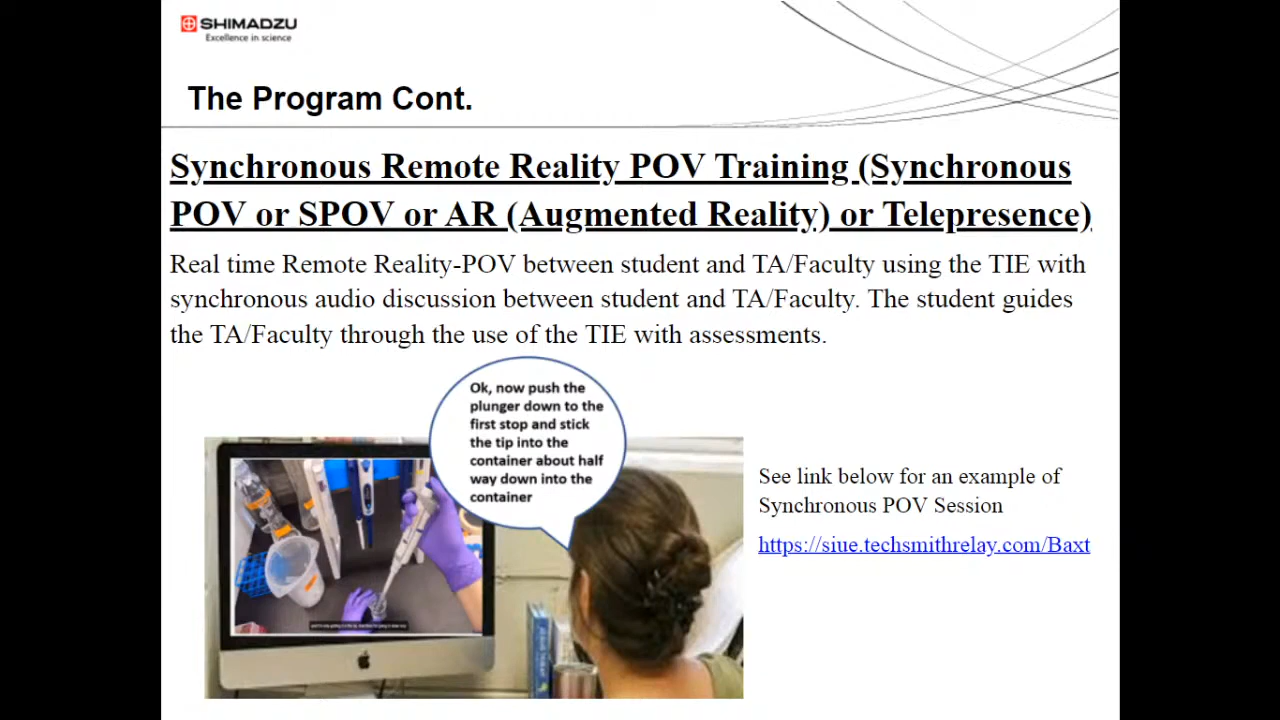 SHIMADZU
Excellence in science
The Program Cont.
Synchronous Remote Reality POV Training (Synchronous
POV or SPOV or AR (Augmented Reality) or Telepresence)
Real time Remote Reality-POV between student and TA/Faculty using the TIE with
synchronous audio discussion between student and TA/Faculty. The student guides
the TA/Faculty through the use of the TIE with assessments.
Ok, now push the
plunger down to the
first stop and stick
the tip into the
container about half
way down into the
container
See link below for an example of
Synchronous POV Session
https://siue.techsmithrelay.com/Baxt